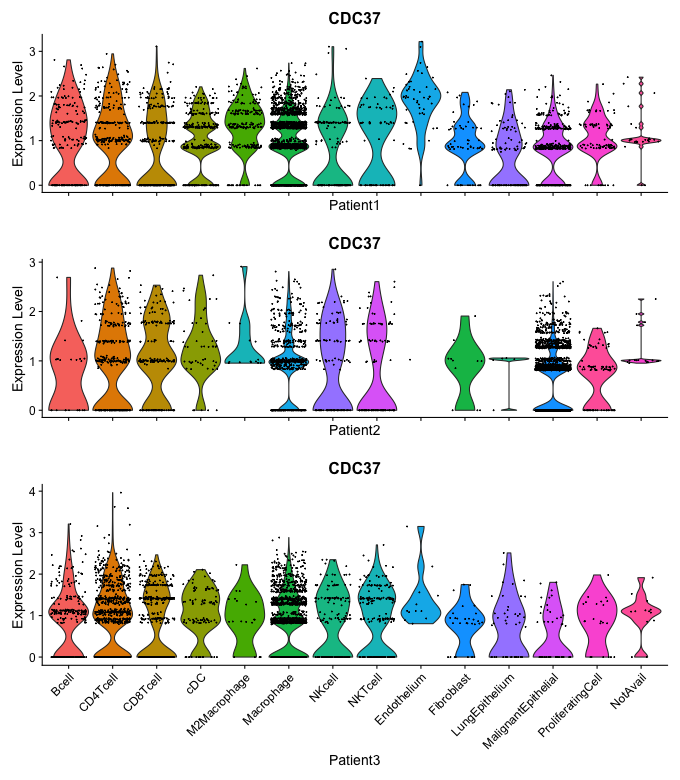 CDC37
Expression Level
3
2
1
0
Patient1
CDC37
Expression Level
3
2
1
0
Patient2
CDC37
Expression Level
4
3
2
1
0
Bcell
CD4Tcell
CD8Tcell
cDC
M2Macrophage
Macrophage
NKcell
NKTcell
Endothelium
Fibroblast
LungEpithelium
MalignantEpithelial
ProliferatingCell
NotAvail
Patient3